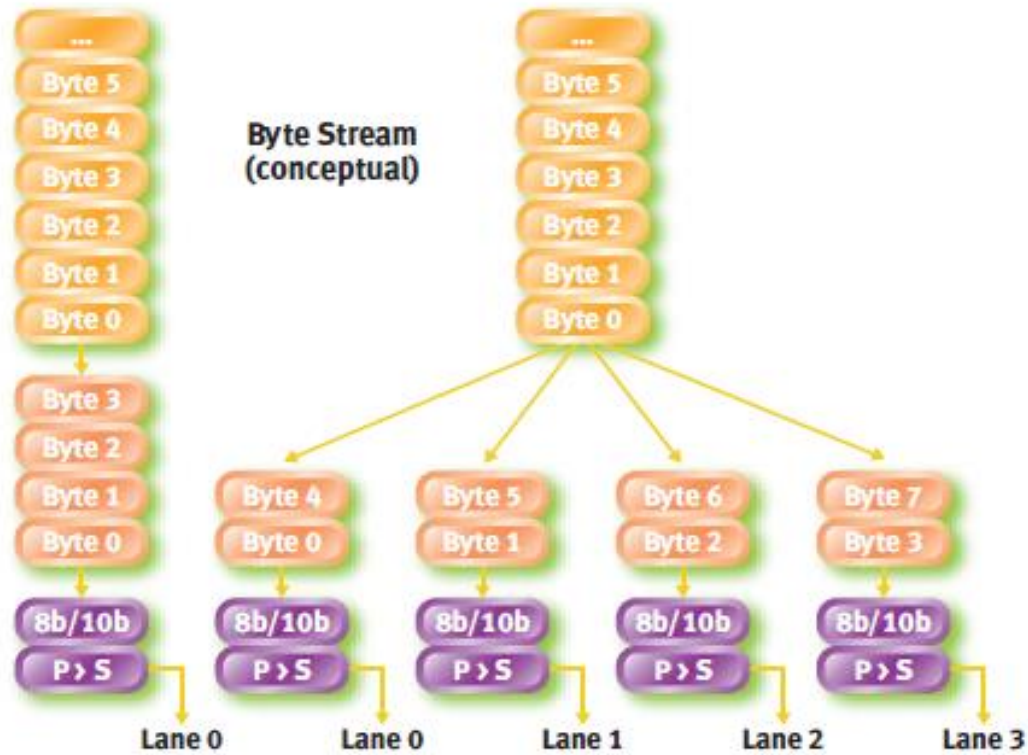 ...
Byte 5
Byte 4
Byte 3
Byte 2
Byte 1
Byte 0
Byte 3
Byte 2
Byte 1
Byte 0
8b/10b
P›S
Lane 0
Byte Stream
(conceptual)
...
Byte 5
Byte 4
Byte 3
Byte 2
Byte 1
Byte 0
Byte 4
Byte 0
8b/10b
P›S
Lane 0
Byte 5
Byte 1
8b/10b
P›S
Lane 1
Byte 6
Byte 2
8b/10b
P›S
Lane 2
Byte 7
Byte 3
8b/10b
P›S
Lane 3